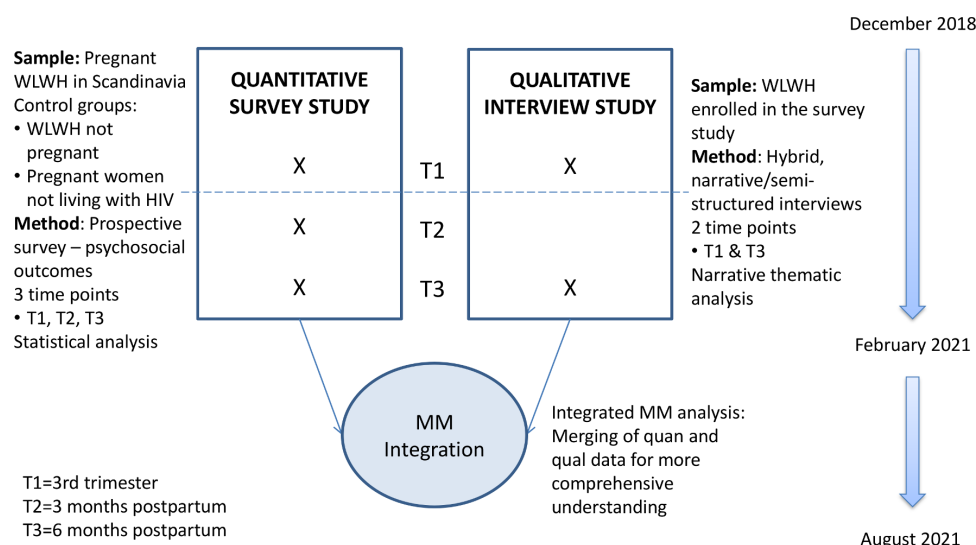 December 2018
Sample: Pregnant
WLWH in Scandinavia
Control groups:
• WLWH not
pregnant
• Pregnant women
not living with HIV
Method: Prospective
survey – psychosocial
outcomes
3 time points
• T1, T2, T3
Statistical analysis
QUANTITATIVE
SURVEY STUDY
X
X
X
T1
T2
T3
QUALITATIVE
INTERVIEW STUDY
X
X
Sample: WLWH
enrolled in the survey
study
Method: Hybrid,
narrative/semi-
structured interviews
2 time points
• T1 & T3
Narrative thematic
analysis
February 2021
MM
Integration
Integrated MM analysis:
Merging of quan and
qual data for more
comprehensive
understanding
T1=3rd trimester
T2=3 months postpartum
T3=6 months postpartum
August 2021